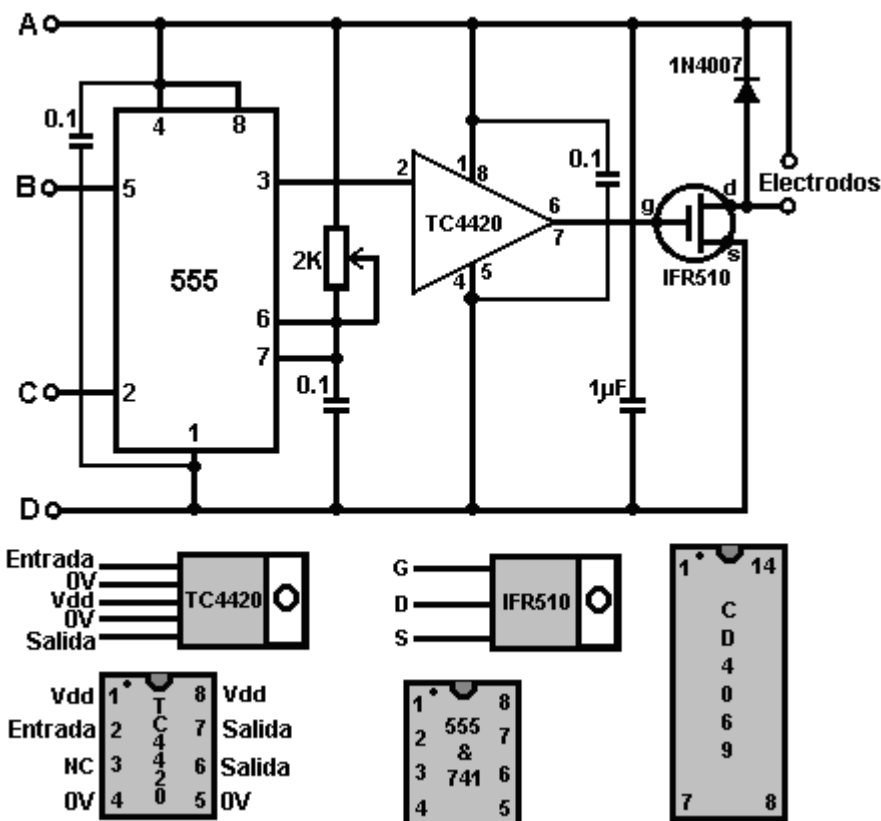 A
1N4007
0.1
4
8
1
8
0.1
B
5
3
2
6
7
g
d
Electrodos
TC4420
s
IFR510
555
2K
4
5
6
7
0.1
1µF
C
2
1
D
Entrada
0V
Vdd
0V
Salida
TC4420
G
D
S
IFR510
1
14
CD4069
7
8
Vdd
1
8
Vdd
Entrada
2
7
Salida
NC
3
6
Salida
0V
4
5
0V
TC4420
1
8
2
7
3
6
4
5
555
&
741